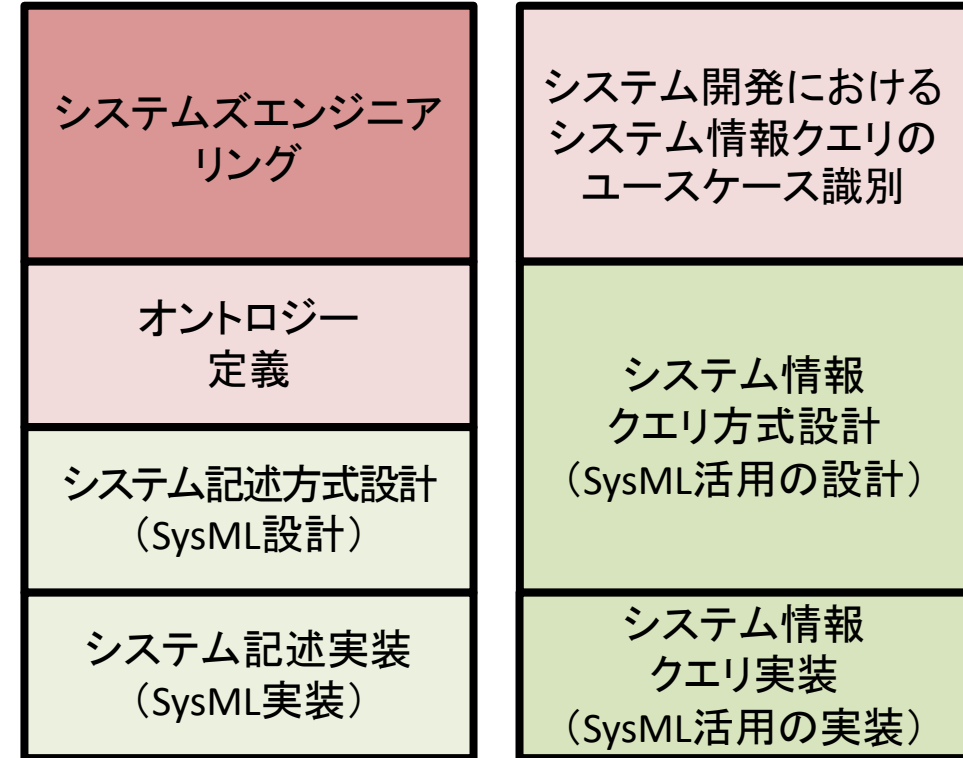 システムズエンジニア
リング
オントロジー
定義
システム記述方式設計
（SysML設計）
システム記述実装
（SysML実装）
システム開発における
システム情報クエリの
ユースケース識別
システム情報
クエリ方式設計
（SysML活用の設計）
システム情報
クエリ実装
（SysML活用の実装）